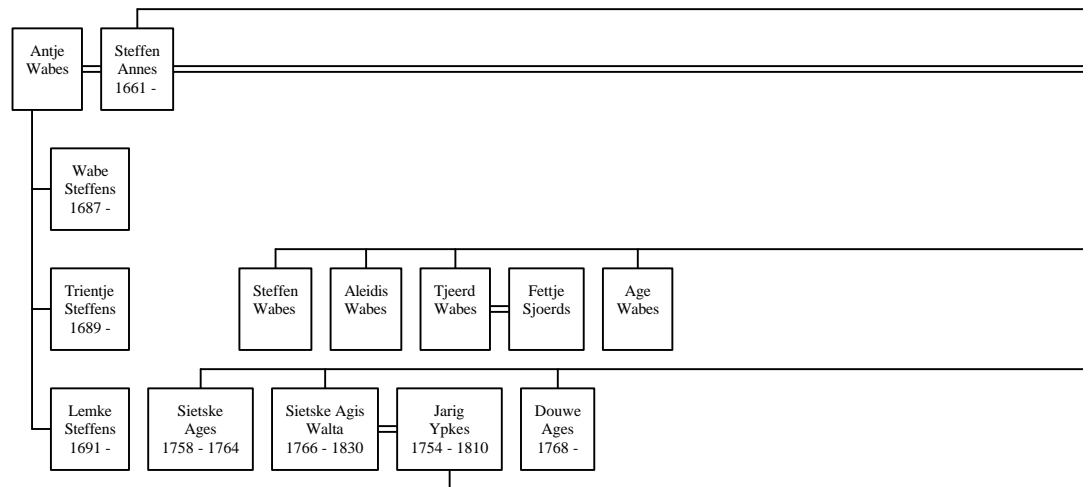 Antje
Wabes
Steffen
Annes
1661 -
Wabe
Steffens
1687 -
Trientje
Steffens
1689 -
Steffen
Wabes
Aleidis
Wabes
Tjeerd
Wabes
Fettje
Sjoerds
Age
Wabes
Lemke
Steffens
1691 -
Sietske
Ages
1758 - 1764
Sietske Agis
Walta
1766 - 1830
Jarig
Ypkes
1754 - 1810
Douwe
Ages
1768 -